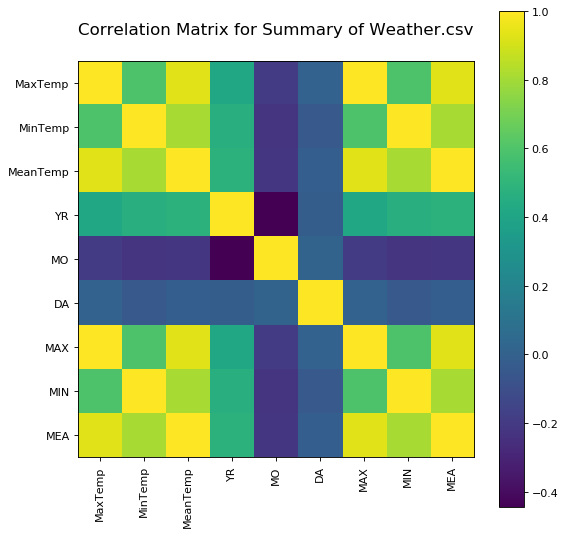 Correlation Matrix for Summary of Weather.csv
MaxTemp
MinTemp
MeanTemp
YR
MO
DA
MAX
MIN
MEA
MaxTemp
MinTemp
MeanTemp
YR
MO
DA
MAX
MIN
MEA
1.0
0.8
0.6
0.4
0.2
0.0
−0.2
−0.4